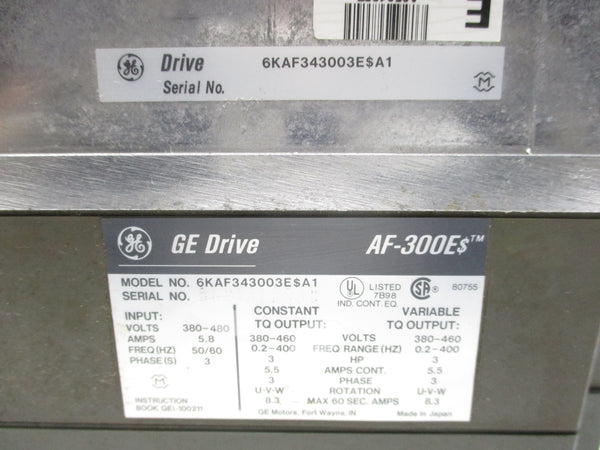 E
GE Drive 6KAF343003E$A1
Serial No.
GE GE Drive AF-300E$™
MODEL NO. 6KAF343003E$A1
SERIAL NO.
UL LISTED 7B98 IND. CONT. EQ.
SA ® 80755
INPUT:
VOLTS 380-480
AMPS 5.8
FREQ(HZ) 50/60
PHASE(S) 3
INSTRUCTION
BOOK GEI-100211
CONSTANT VARIABLE
TQ OUTPUT: TQ OUTPUT:
380-460 VOLTS 380-460
0.2-400 FREQ RANGE(HZ) 0.2-400
3 HP 3
5.5 AMPS CONT. 5.5
3 PHASE 3
U-V-W ROTATION U-V-W
8.3 MAX 60 SEC. AMPS 8.3
GE Motors, Fort Wayne, IN Made in Japan